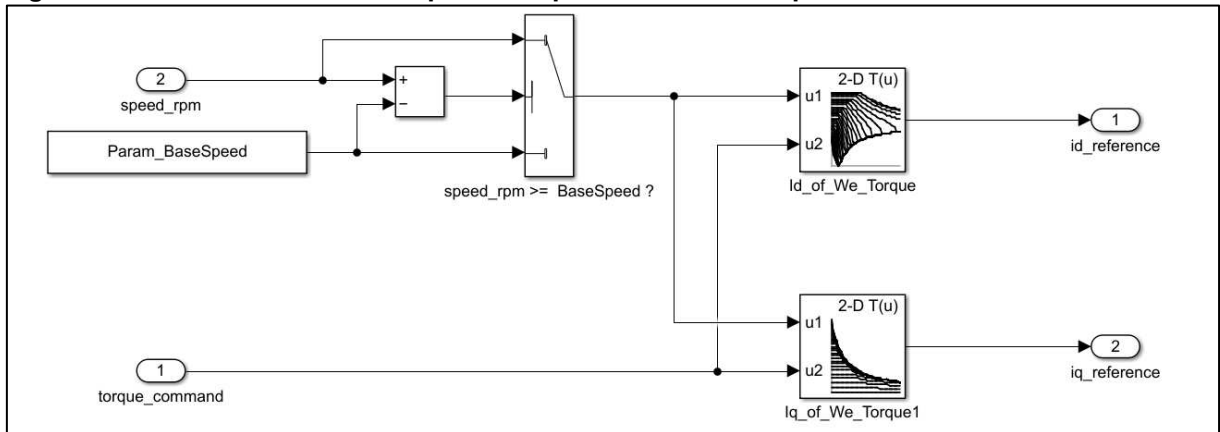 2
speed_rpm
+
−
Param_BaseSpeed
speed_rpm >= BaseSpeed ?
2-D T(u)
u1
u2
Id_of_We_Torque
1
id_reference
1
torque_command
2-D T(u)
u1
u2
Iq_of_We_Torque1
2
iq_reference